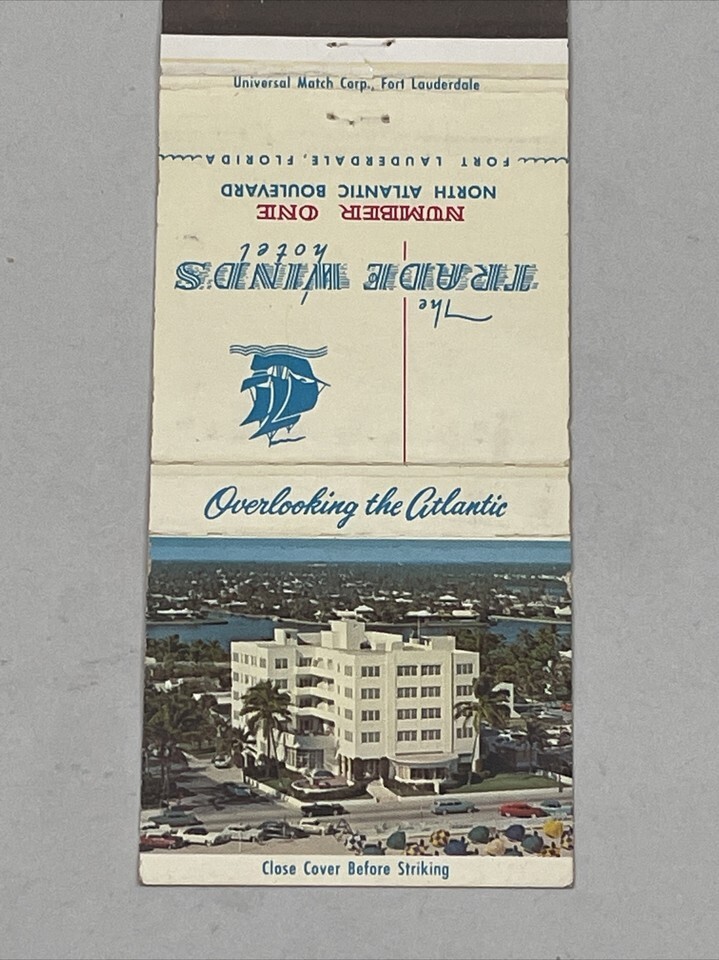 Universal Match Corp., Fort Lauderdale
The
TRADE WINDS
hotel
NUMBER ONE
NORTH ATLANTIC BOULEVARD
FORT LAUDERDALE, FLORIDA
Overlooking the Atlantic
Close Cover Before Striking